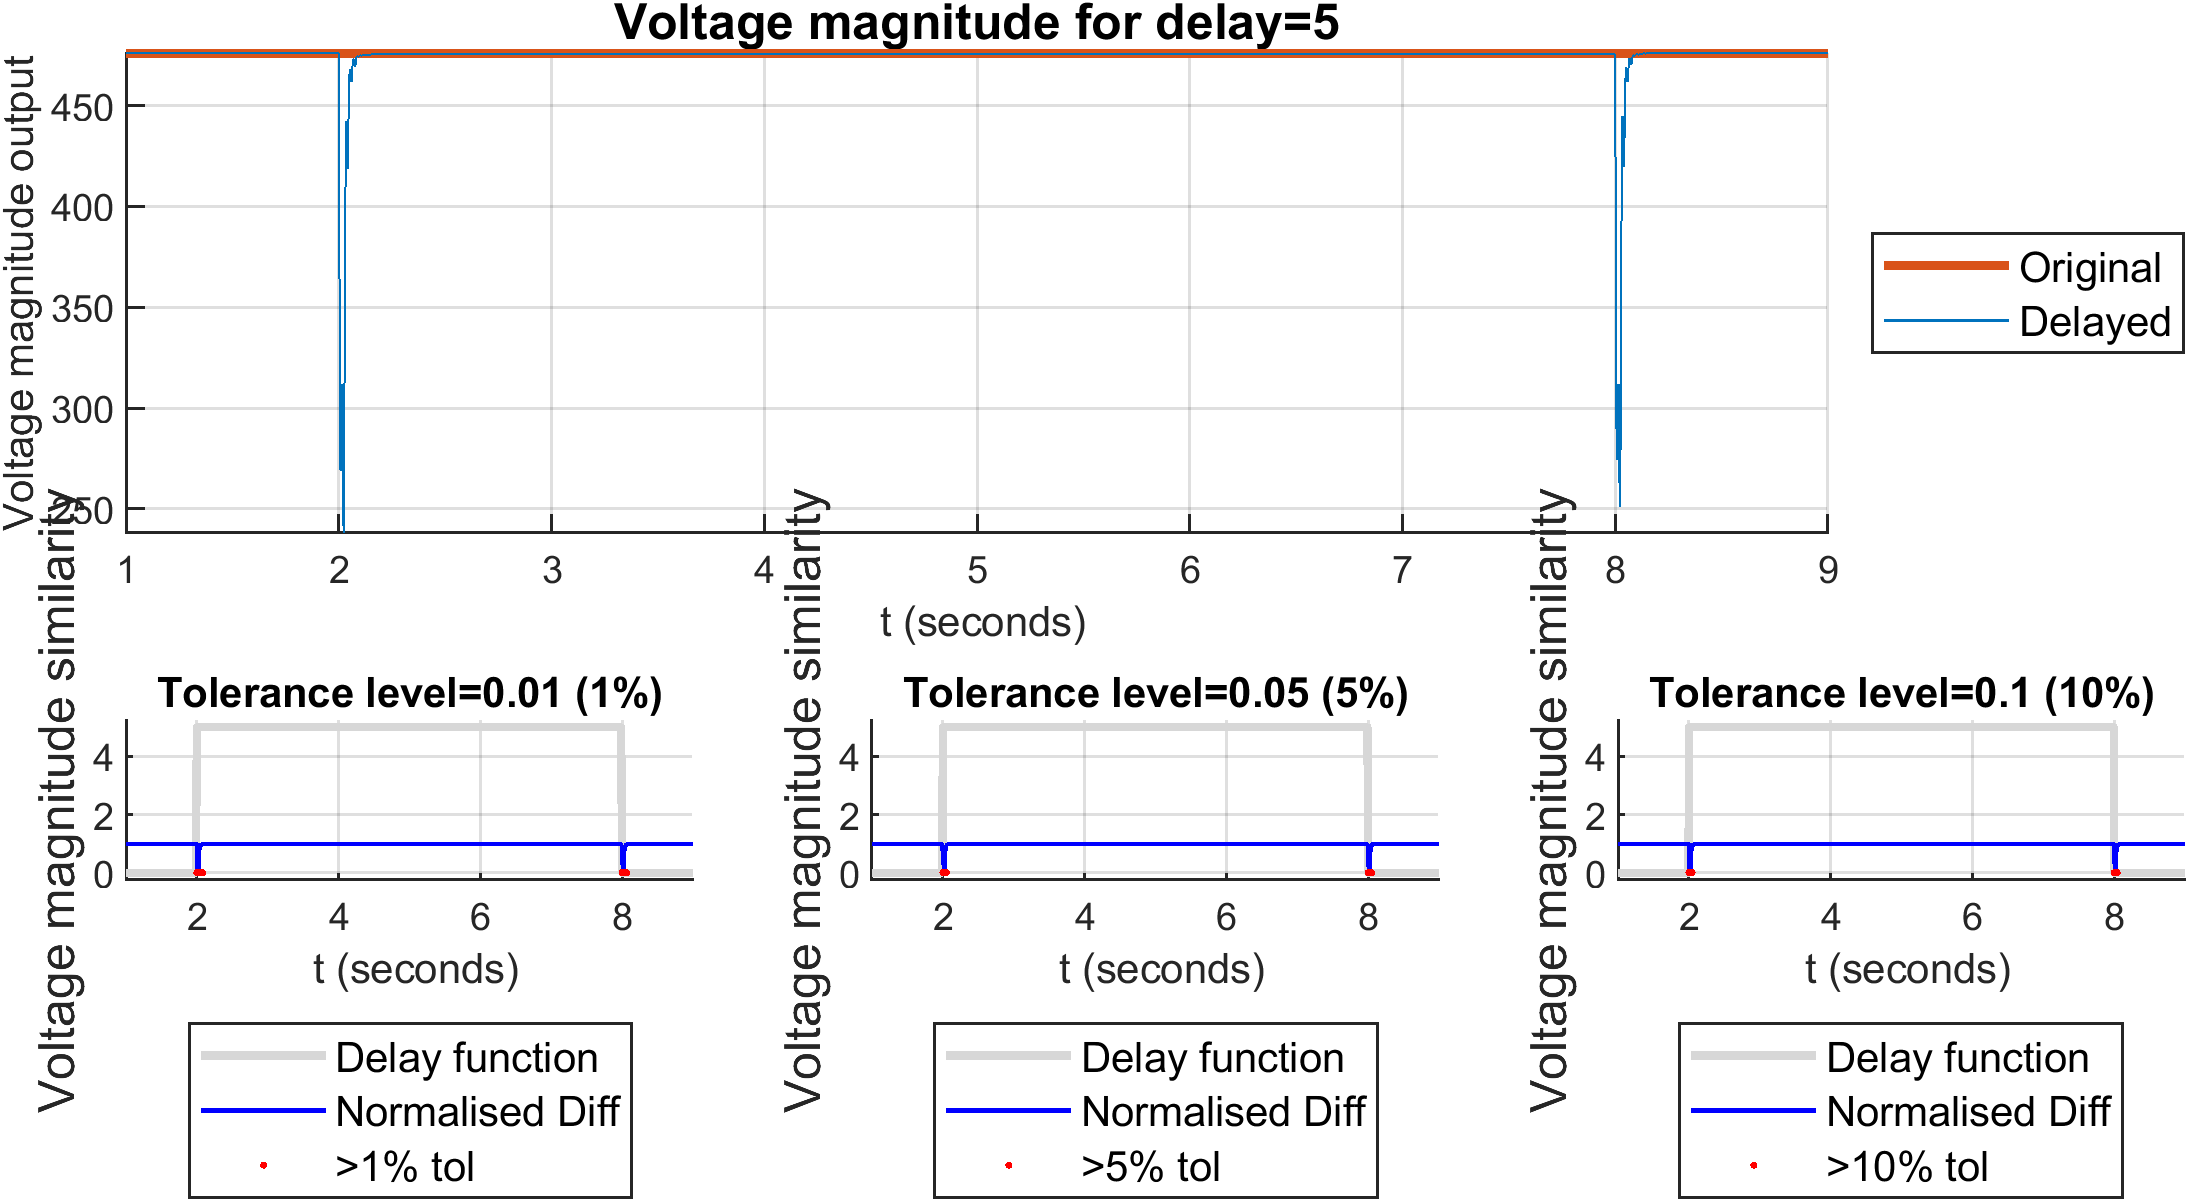 Voltage magnitude for delay=5
Voltage magnitude output
450
400
350
300
250
1 2 3 4 5 6 7 8 9
t (seconds)
Original
Delayed
Tolerance level=0.01 (1%)
Voltage magnitude similarity
4
2
0
2 4 6 8
t (seconds)
Delay function
Normalised Diff
>1% tol
Tolerance level=0.05 (5%)
Voltage magnitude similarity
4
2
0
2 4 6 8
t (seconds)
Delay function
Normalised Diff
>5% tol
Tolerance level=0.1 (10%)
Voltage magnitude similarity
4
2
0
2 4 6 8
t (seconds)
Delay function
Normalised Diff
>10% tol